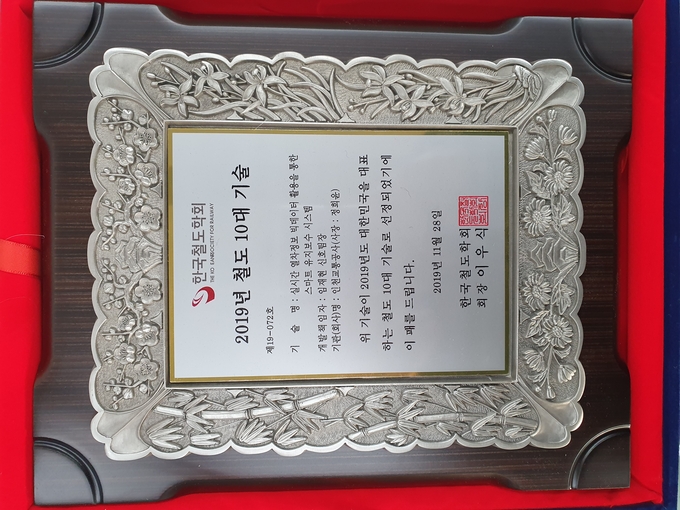 한국철도학회
THE KOREAN SOCIETY FOR RAILWAY
2019년 철도 10대 기술
제19-072호
기 술 명 : 실시간 열차정보 빅데이터 활용을 통한
스마트 유지보수 시스템
개발책임자 : 임재현 신호팀장
기관(회사)명 : 인천교통공사(사장 : 정희윤)
위 기술이 2019년도 대한민국을 대표
하는 철도 10대 기술로 선정되었기에
이 패를 드립니다.
2019년 11월 28일
한국철도학회
회 장 이 우 식